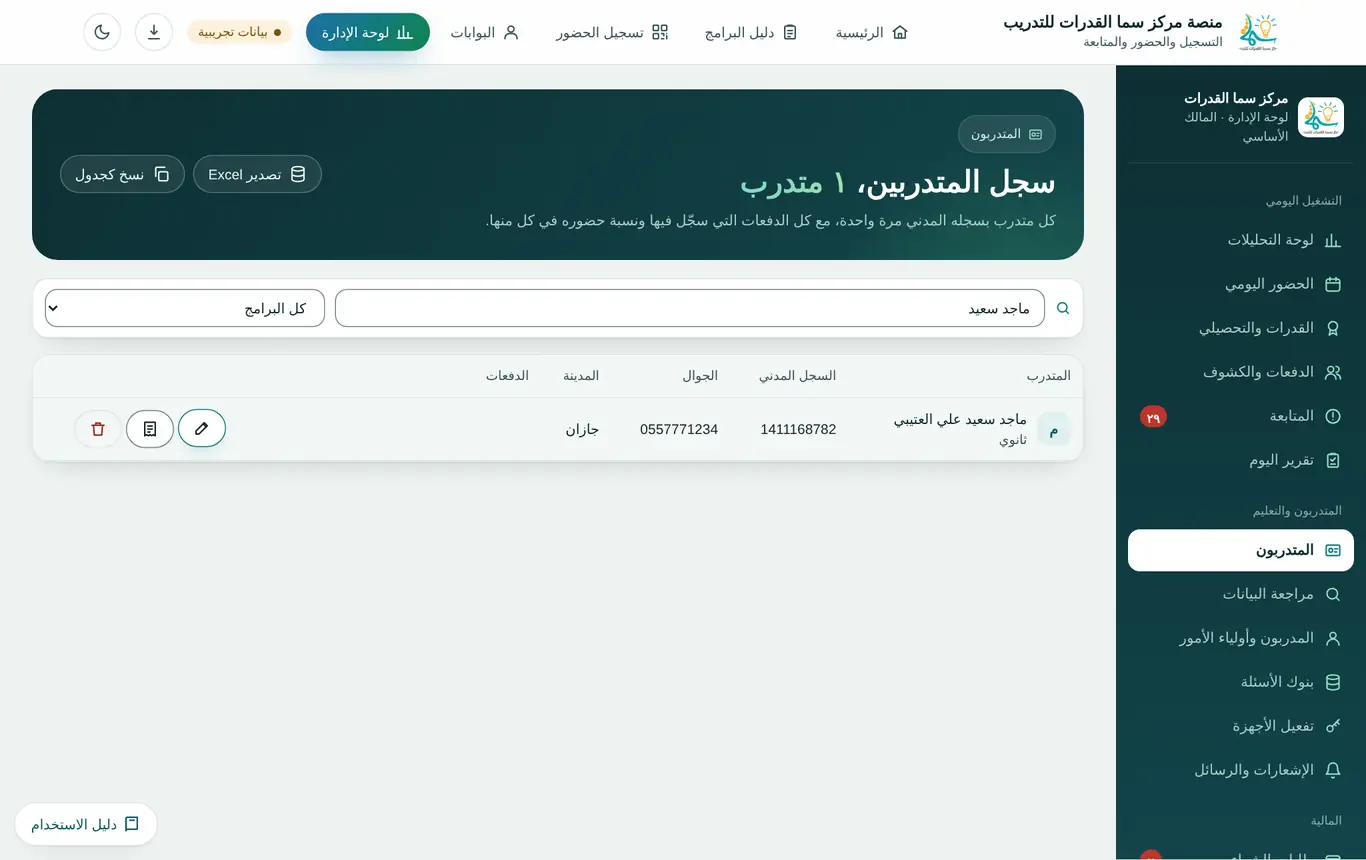 منصة مركز سما القدرات للتدريب
التسجيل والحضور والمتابعة
الرئيسية
دليل البرامج
تسجيل الحضور
البوابات
لوحة الإدارة
بيانات تجريبية
مركز سما القدرات
لوحة الإدارة · المالك
الأساسي
التشغيل اليومي
لوحة التحليلات
الحضور اليومي
القدرات والتحصيلي
الدفعات والكشوف
المتابعة
٢٩
تقرير اليوم
المتدربون والتعليم
المتدربون
مراجعة البيانات
المدربون وأولياء الأمور
بنوك الأسئلة
تفعيل الأجهزة
الإشعارات والرسائل
المالية
المتدربون
سجل المتدربين، ١ متدرب
كل متدرب بسجله المدني مرة واحدة، مع كل الدفعات التي سجّل فيها ونسبة حضوره في كل منها.
تصدير Excel
نسخ كجدول
ماجد سعيد
كل البرامج
المتدرب السجل المدني الجوال المدينة الدفعات
م
ماجد سعيد علي العتيبي
ثانوي
1411168782
0557771234
جازان
دليل الاستخدام